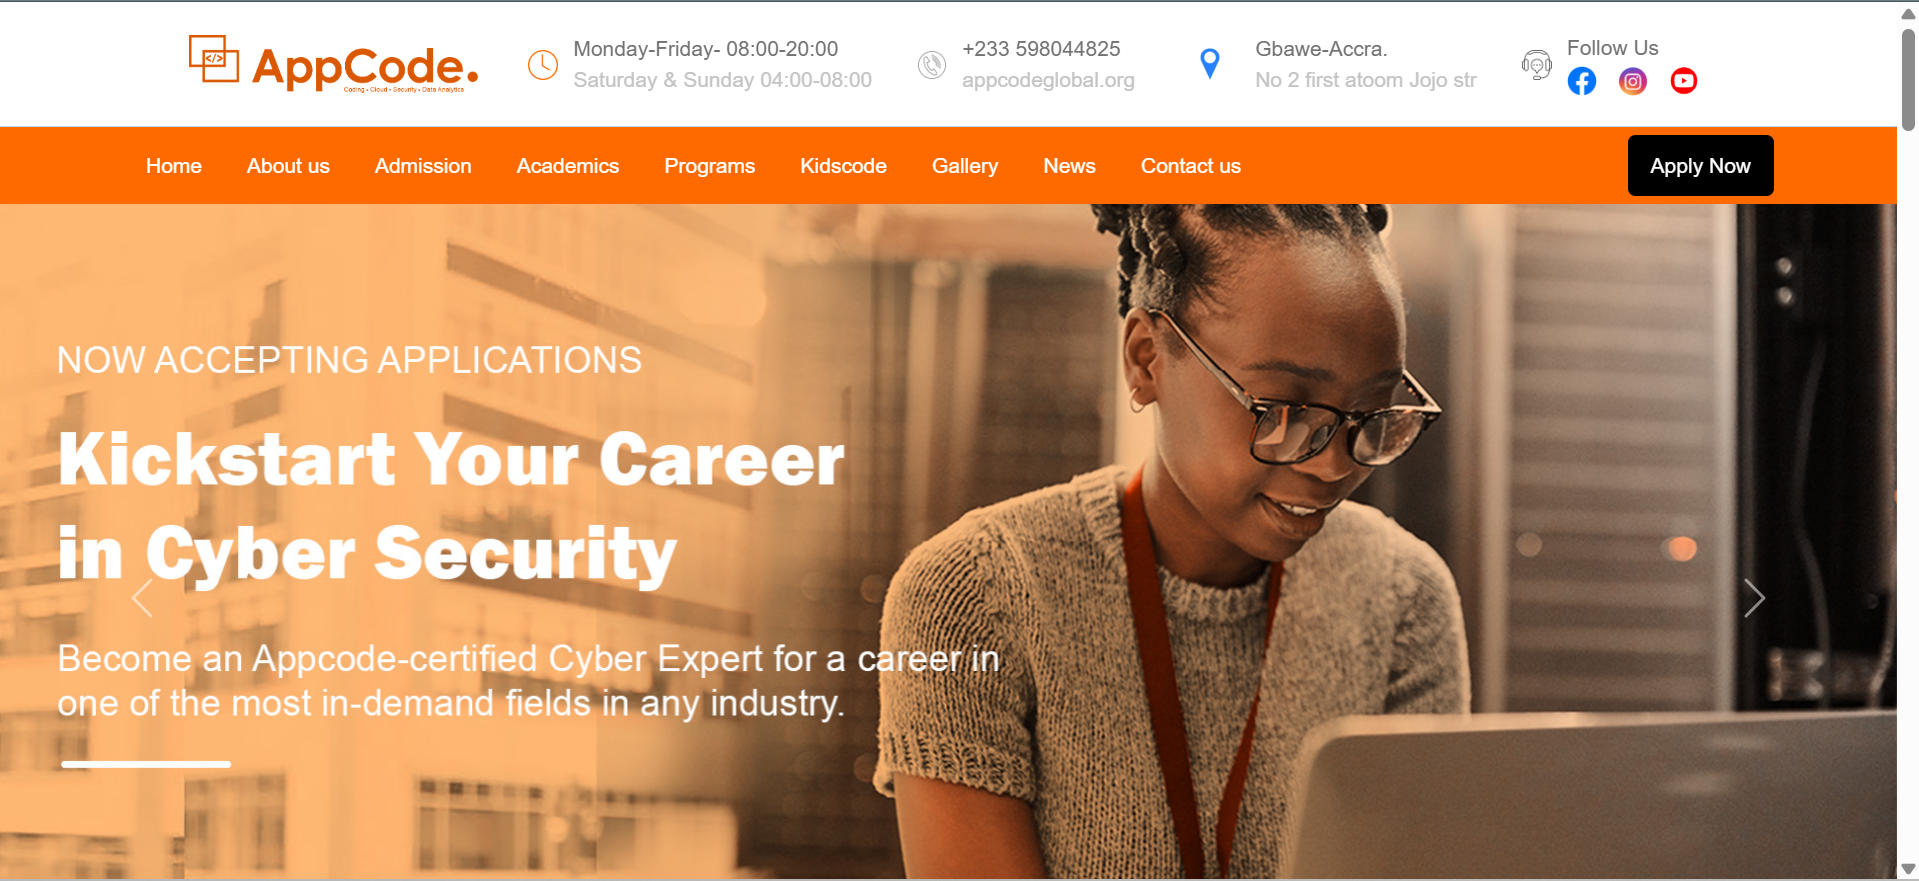 </>
AppCode.
Coding • Cloud • Security • Data Analytics
Monday-Friday- 08:00-20:00
Saturday & Sunday 04:00-08:00
+233 598044825
appcodeglobal.org
Gbawe-Accra.
No 2 first atoom Jojo str
Follow Us
Home About us Admission Academics Programs Kidscode Gallery News Contact us Apply Now
NOW ACCEPTING APPLICATIONS
Kickstart Your Career
in Cyber Security
Become an Appcode-certified Cyber Expert for a career in
one of the most in-demand fields in any industry.